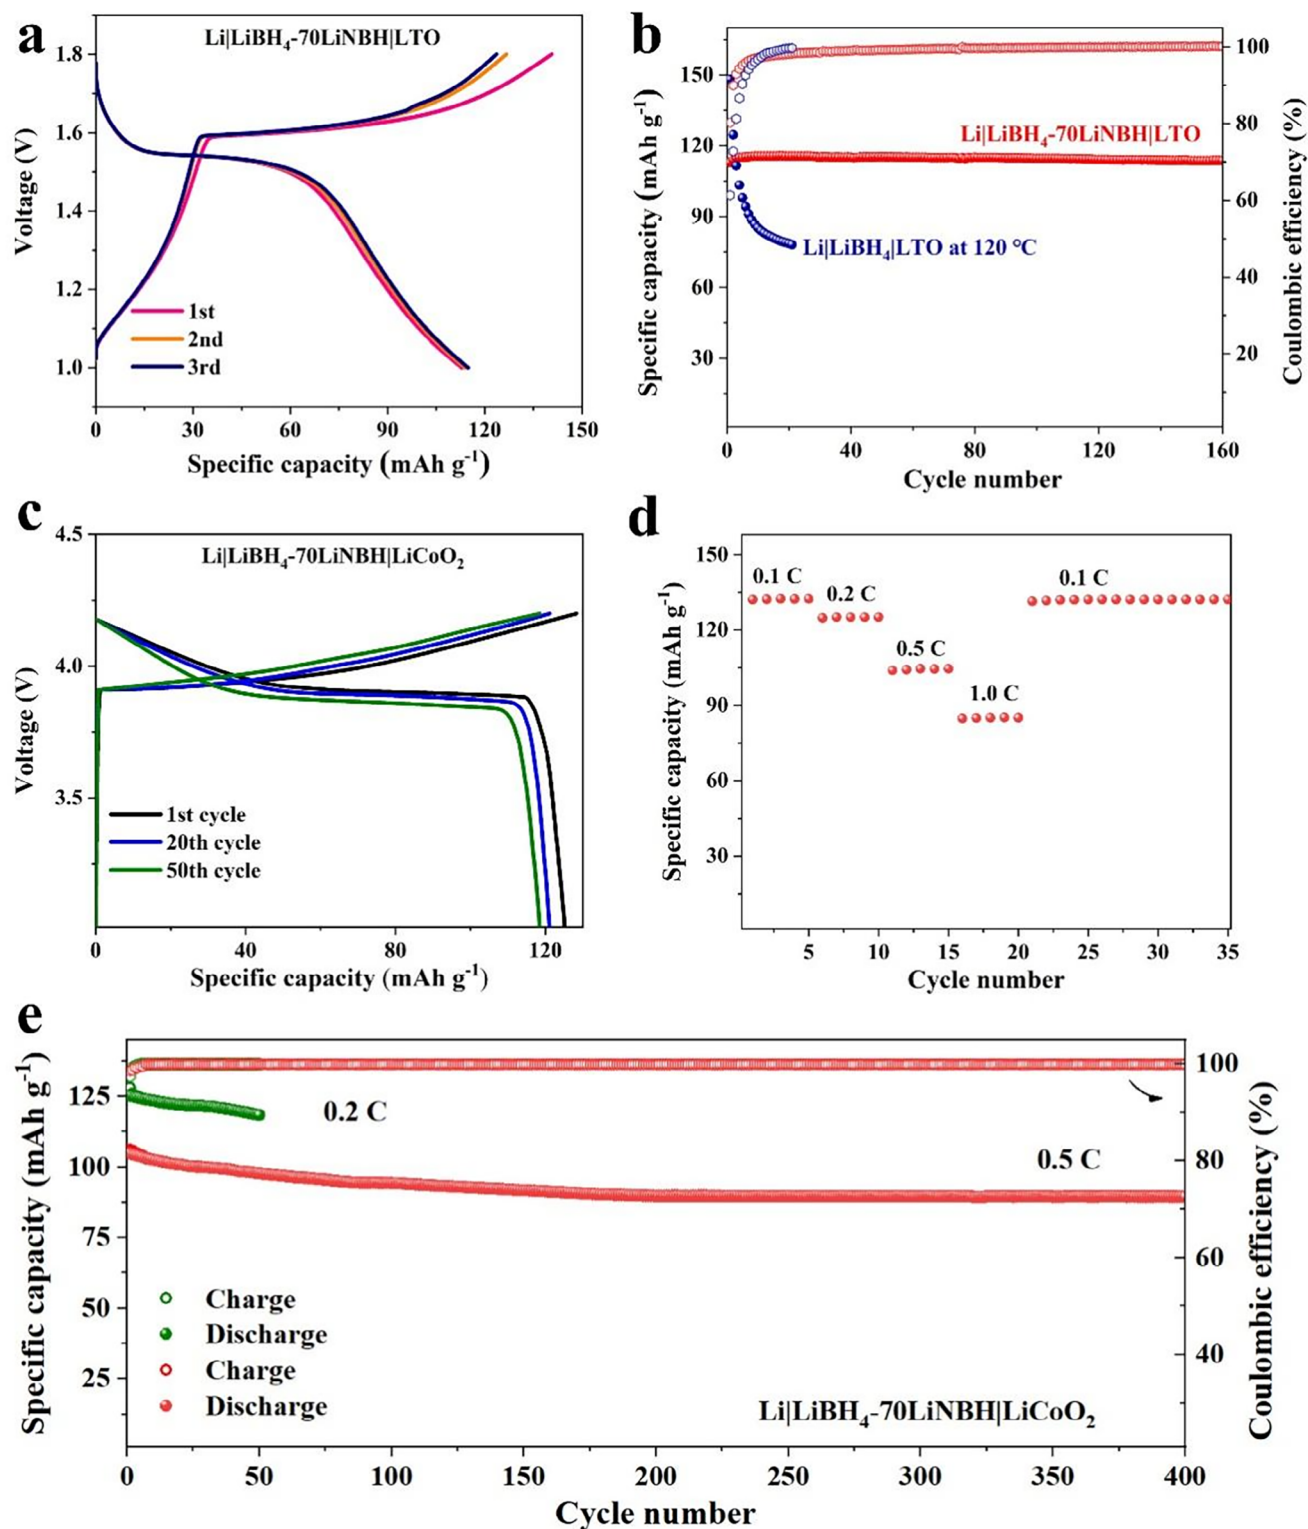 a
Li|LiBH4-70LiNBH|LTO
1.8
1.6
1.4
1.2
1.0
Voltage (V)
1st
2nd
3rd
0 30 60 90 120 150
Specific capacity (mAh g-1)
b
150
120
90
60
30
Specific capacity (mAh g-1)
Li|LiBH4-70LiNBH|LTO
Li|LiBH4|LTO at 120 °C
100
80
60
40
20
Coulombic efficiency (%)
0 40 80 120 160
Cycle number
c
4.5
4.0
3.5
Voltage (V)
Li|LiBH4-70LiNBH|LiCoO2
1st cycle
20th cycle
50th cycle
0 40 80 120
Specific capacity (mAh g-1)
d
150
120
90
60
30
Specific capacity (mAh g-1)
0.1 C
0.2 C
0.5 C
1.0 C
0.1 C
5 10 15 20 25 30 35
Cycle number
e
125
100
75
50
25
Specific capacity (mAh g-1)
0.2 C
0.5 C
Charge
Discharge
Charge
Discharge
Li|LiBH4-70LiNBH|LiCoO2
100
80
60
40
Coulombic efficiency (%)
0 50 100 150 200 250 300 350 400
Cycle number